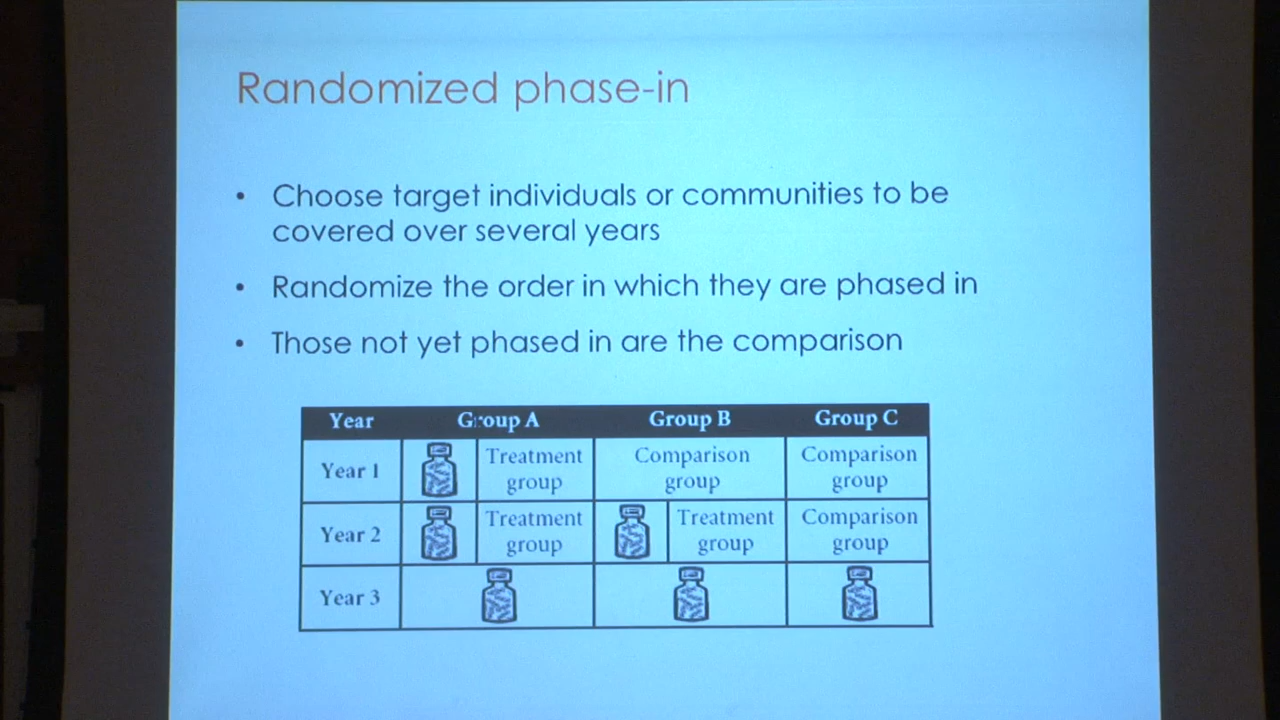 Randomized phase-in
• Choose target individuals or communities to be
covered over several years
• Randomize the order in which they are phased in
• Those not yet phased in are the comparison
Year Group A Group B Group C
Year 1 Treatment group Comparison group Comparison group
Year 2 Treatment group Treatment group Comparison group
Year 3